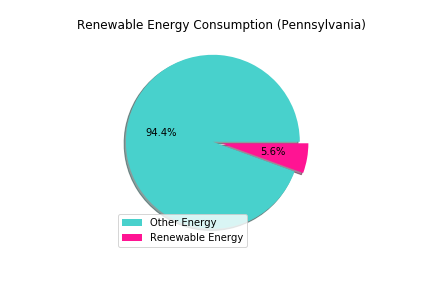 Renewable Energy Consumption (Pennsylvania)
94.4%
5.6%
Other Energy
Renewable Energy